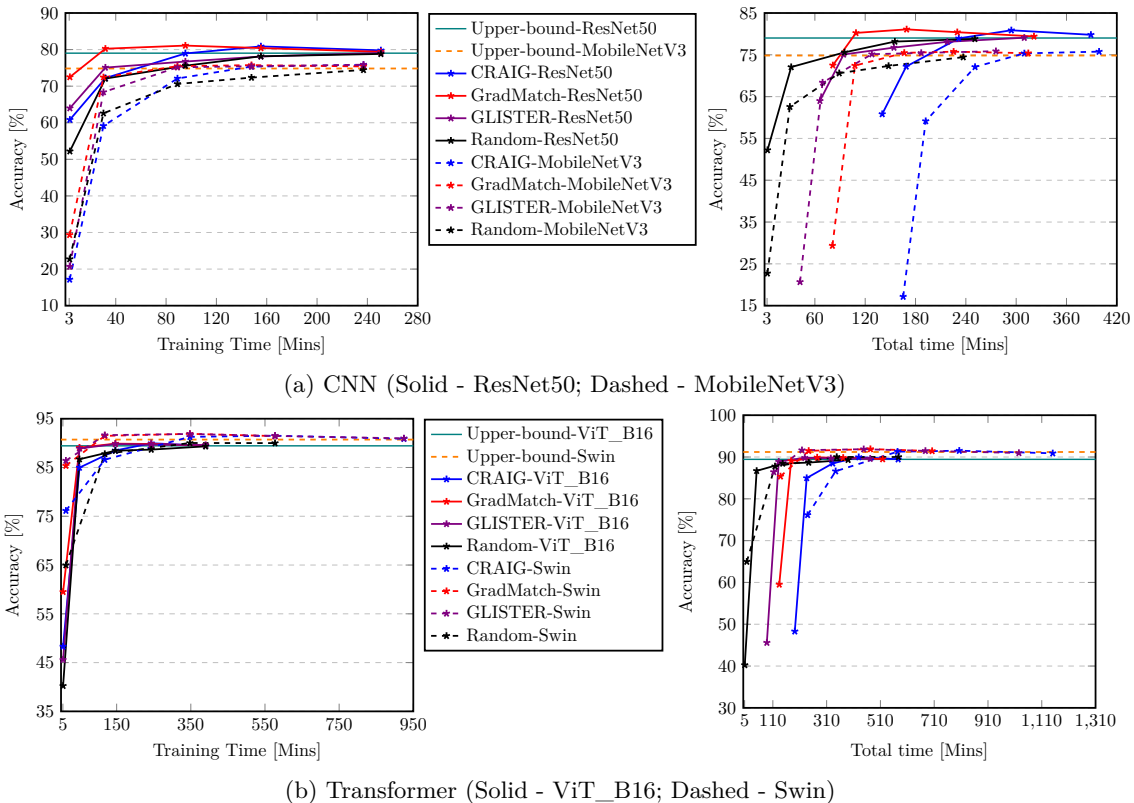 90
80
70
60
50
40
30
20
10
Accuracy [%]
3 40 80 120 160 200 240 280
Training Time [Mins]
Upper-bound-ResNet50
Upper-bound-MobileNetV3
CRAIG-ResNet50
GradMatch-ResNet50
GLISTER-ResNet50
Random-ResNet50
CRAIG-MobileNetV3
GradMatch-MobileNetV3
GLISTER-MobileNetV3
Random-MobileNetV3
85
75
65
55
45
35
25
15
Accuracy [%]
3 60 120 180 240 300 360 420
Total time [Mins]
(a) CNN (Solid - ResNet50; Dashed - MobileNetV3)
95
85
75
65
55
45
35
Accuracy [%]
5 150 350 550 750 950
Training Time [Mins]
Upper-bound-ViT_B16
Upper-bound-Swin
CRAIG-ViT_B16
GradMatch-ViT_B16
GLISTER-ViT_B16
Random-ViT_B16
CRAIG-Swin
GradMatch-Swin
GLISTER-Swin
Random-Swin
100
90
80
70
60
50
40
30
Accuracy [%]
5 110 310 510 710 910 1,110 1,310
Total time [Mins]
(b) Transformer (Solid - ViT_B16; Dashed - Swin)